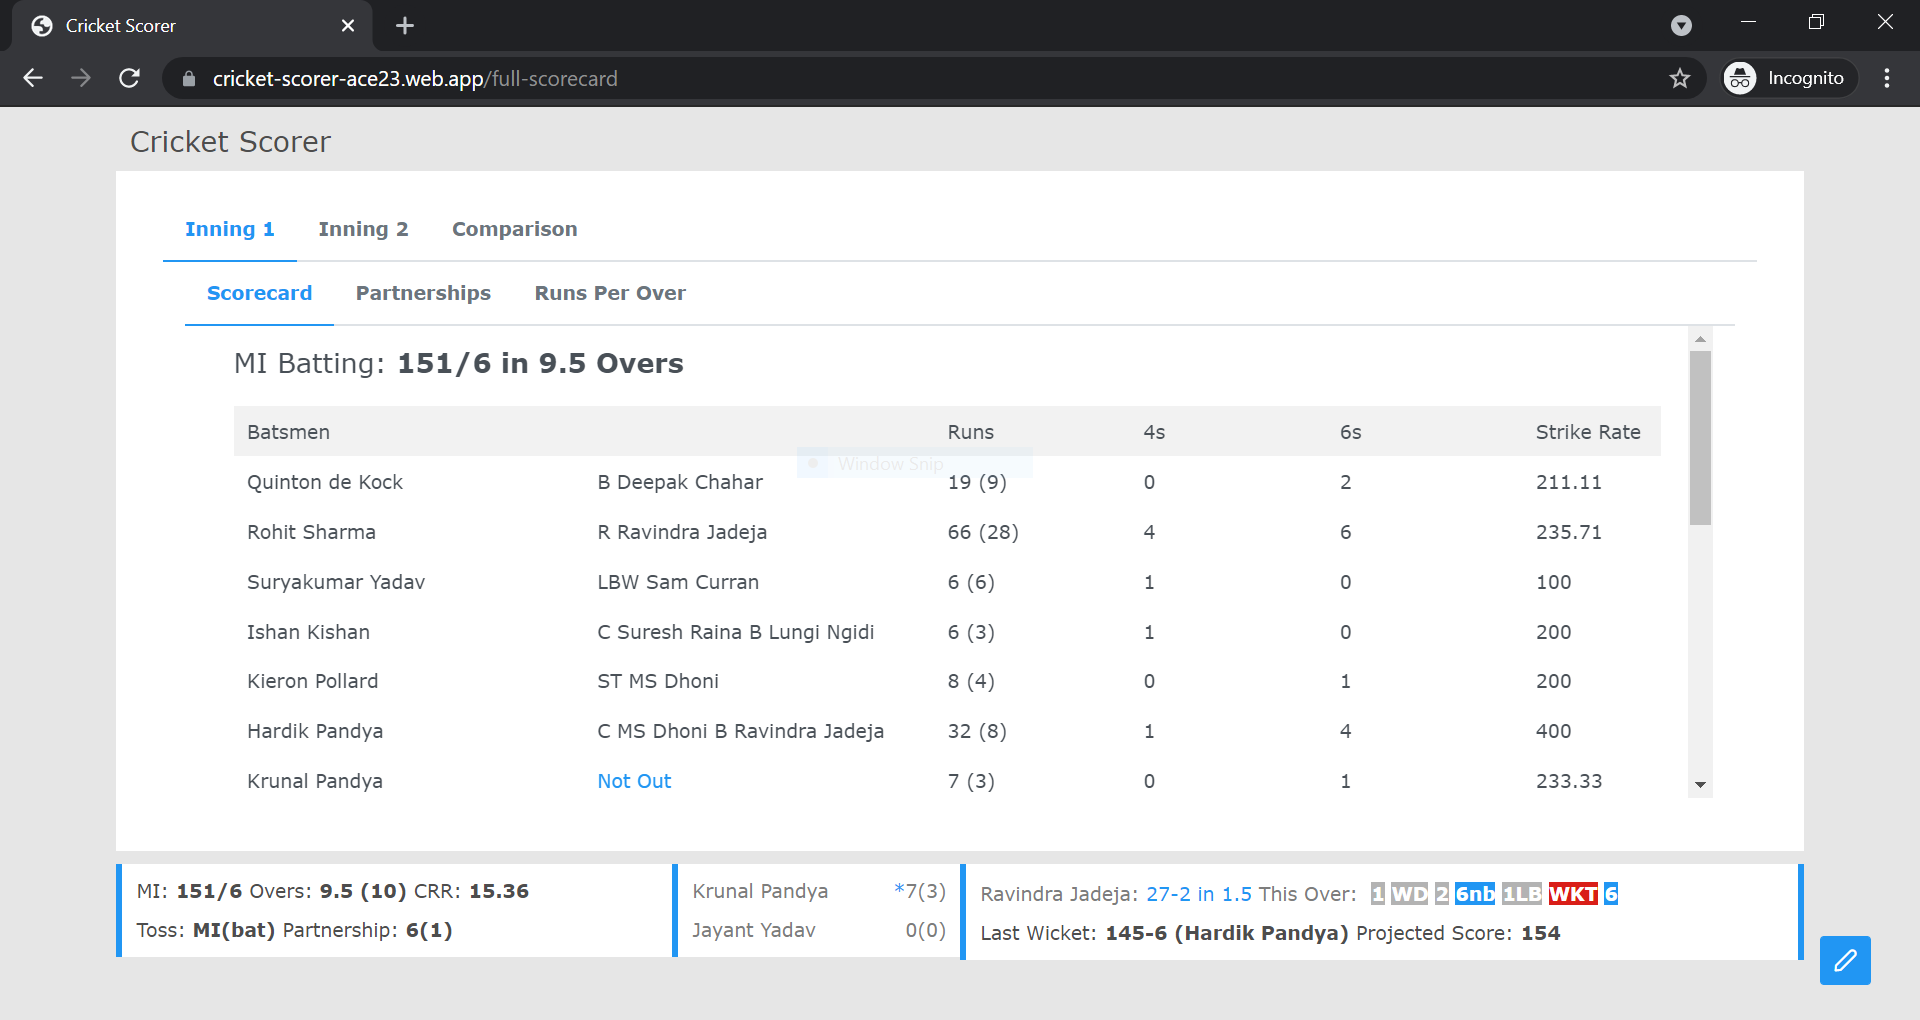 Cricket Scorer
cricket-scorer-ace23.web.app/full-scorecard
Incognito
Cricket Scorer
Inning 1 Inning 2 Comparison
Scorecard Partnerships Runs Per Over
MI Batting: 151/6 in 9.5 Overs
Batsmen Runs 4s 6s Strike Rate
Window Snip
Quinton de Kock B Deepak Chahar 19 (9) 0 2 211.11
Rohit Sharma R Ravindra Jadeja 66 (28) 4 6 235.71
Suryakumar Yadav LBW Sam Curran 6 (6) 1 0 100
Ishan Kishan C Suresh Raina B Lungi Ngidi 6 (3) 1 0 200
Kieron Pollard ST MS Dhoni 8 (4) 0 1 200
Hardik Pandya C MS Dhoni B Ravindra Jadeja 32 (8) 1 4 400
Krunal Pandya Not Out 7 (3) 0 1 233.33
MI: 151/6 Overs: 9.5 (10) CRR: 15.36
Toss: MI(bat) Partnership: 6(1)
Krunal Pandya *7(3)
Jayant Yadav 0(0)
Ravindra Jadeja: 27-2 in 1.5 This Over: 1 WD 2 6nb 1LB WKT 6
Last Wicket: 145-6 (Hardik Pandya) Projected Score: 154